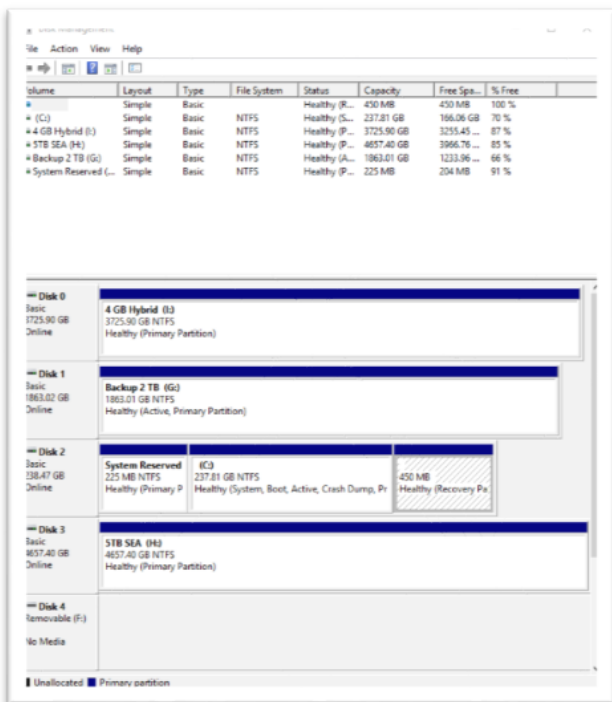 File Action View Help
Volume Layout Type File System Status Capacity Free Spa... % Free
Simple Basic Healthy (R... 450 MB 450 MB 100 %
(C:) Simple Basic NTFS Healthy (S... 237.81 GB 166.06 GB 70 %
4 GB Hybrid (I:) Simple Basic NTFS Healthy (P... 3725.90 GB 3255.45 ... 87 %
5TB SEA (H:) Simple Basic NTFS Healthy (P... 4657.40 GB 3966.76 ... 85 %
Backup 2 TB (G:) Simple Basic NTFS Healthy (A... 1863.01 GB 1233.96 ... 66 %
System Reserved (... Simple Basic NTFS Healthy (P... 225 MB 204 MB 91 %
Disk 0
Basic
3725.90 GB
Online
4 GB Hybrid (I:)
3725.90 GB NTFS
Healthy (Primary Partition)
Disk 1
Basic
1863.02 GB
Online
Backup 2 TB (G:)
1863.01 GB NTFS
Healthy (Active, Primary Partition)
Disk 2
Basic
238.47 GB
Online
System Reserved
225 MB NTFS
Healthy (Primary P
(C:)
237.81 GB NTFS
Healthy (System, Boot, Active, Crash Dump, Pr
450 MB
Healthy (Recovery Pa
Disk 3
Basic
4657.40 GB
Online
5TB SEA (H:)
4657.40 GB NTFS
Healthy (Primary Partition)
Disk 4
Removable (F:)
No Media
Unallocated Primary partition